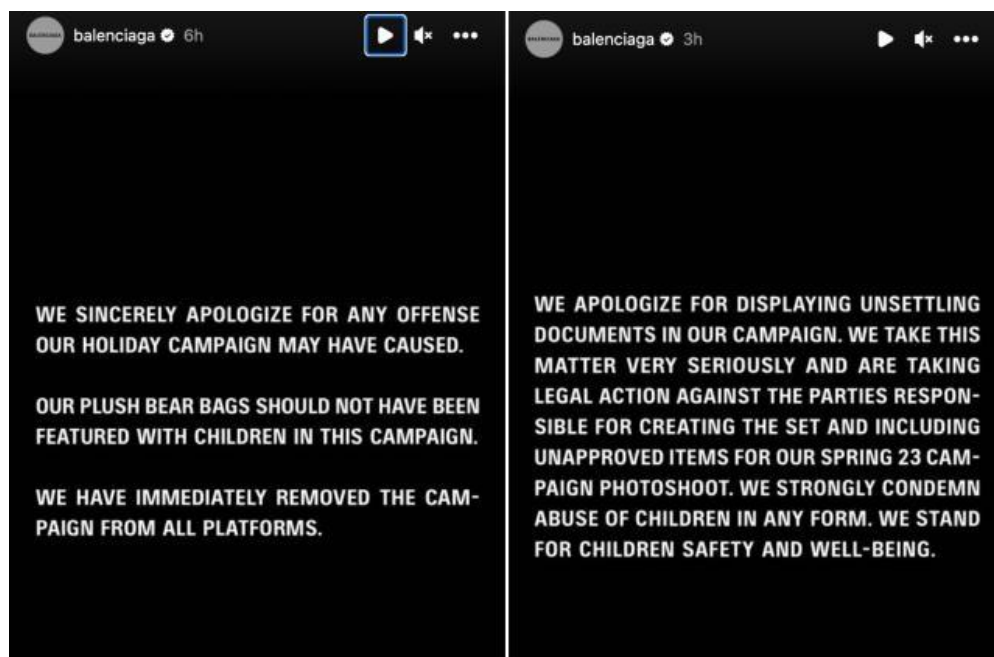 balenciaga 6h
WE SINCERELY APOLOGIZE FOR ANY OFFENSE
OUR HOLIDAY CAMPAIGN MAY HAVE CAUSED.
OUR PLUSH BEAR BAGS SHOULD NOT HAVE BEEN
FEATURED WITH CHILDREN IN THIS CAMPAIGN.
WE HAVE IMMEDIATELY REMOVED THE CAM-
PAIGN FROM ALL PLATFORMS.
balenciaga 3h
WE APOLOGIZE FOR DISPLAYING UNSETTLING
DOCUMENTS IN OUR CAMPAIGN. WE TAKE THIS
MATTER VERY SERIOUSLY AND ARE TAKING
LEGAL ACTION AGAINST THE PARTIES RESPON-
SIBLE FOR CREATING THE SET AND INCLUDING
UNAPPROVED ITEMS FOR OUR SPRING 23 CAM-
PAIGN PHOTOSHOOT. WE STRONGLY CONDEMN
ABUSE OF CHILDREN IN ANY FORM. WE STAND
FOR CHILDREN SAFETY AND WELL-BEING.